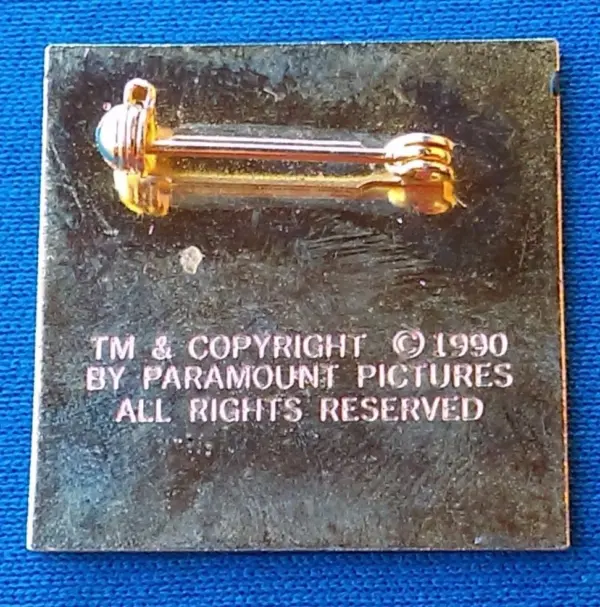 TM & COPYRIGHT © 1990
BY PARAMOUNT PICTURES
ALL RIGHTS RESERVED